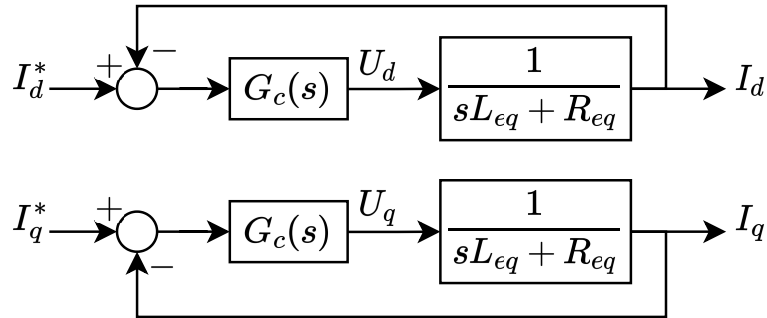 + −
I_d^* G_c(s) U_d 1 / (sL_{eq} + R_{eq}) I_d
+
I_q^* G_c(s) U_q 1 / (sL_{eq} + R_{eq}) I_q
−